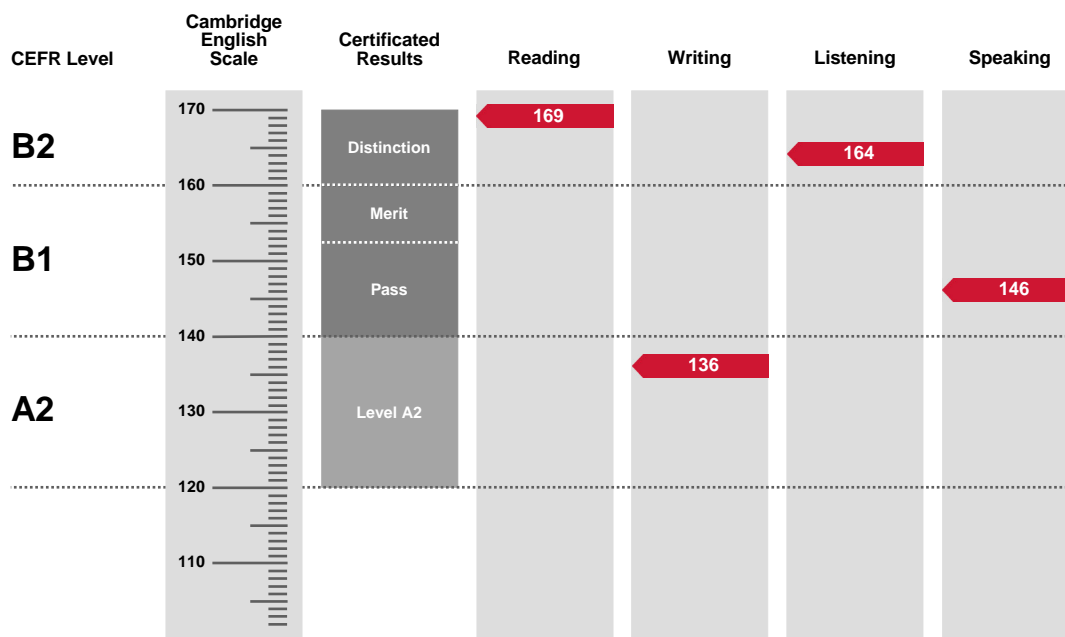 CEFR Level
Cambridge
English
Scale
Certificated
Results
Reading
Writing
Listening
Speaking
170
169
B2
Distinction
164
160
Merit
B1
150
Pass
146
140
136
A2
130
Level A2
120
110